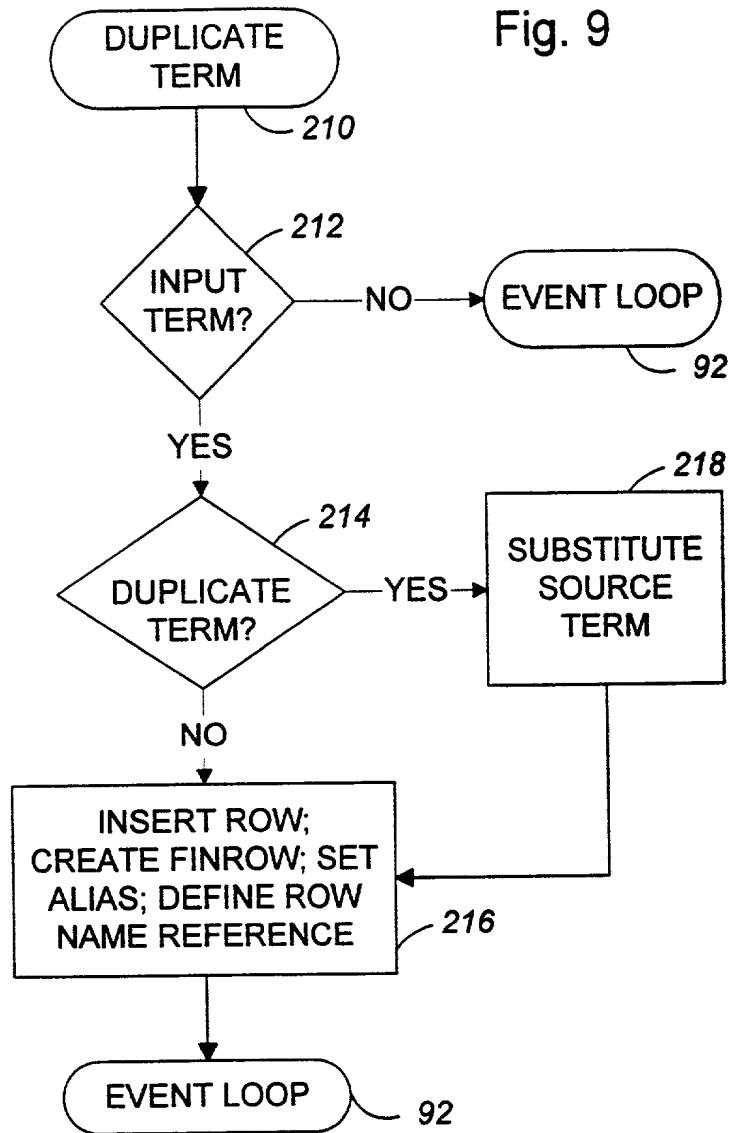 Fig. 9
DUPLICATE
TERM
210
212
INPUT
TERM?
NO
EVENT LOOP
92
YES
214
DUPLICATE
TERM?
YES
218
SUBSTITUTE
SOURCE
TERM
NO
INSERT ROW;
CREATE FINROW; SET
ALIAS; DEFINE ROW
NAME REFERENCE
216
EVENT LOOP
92